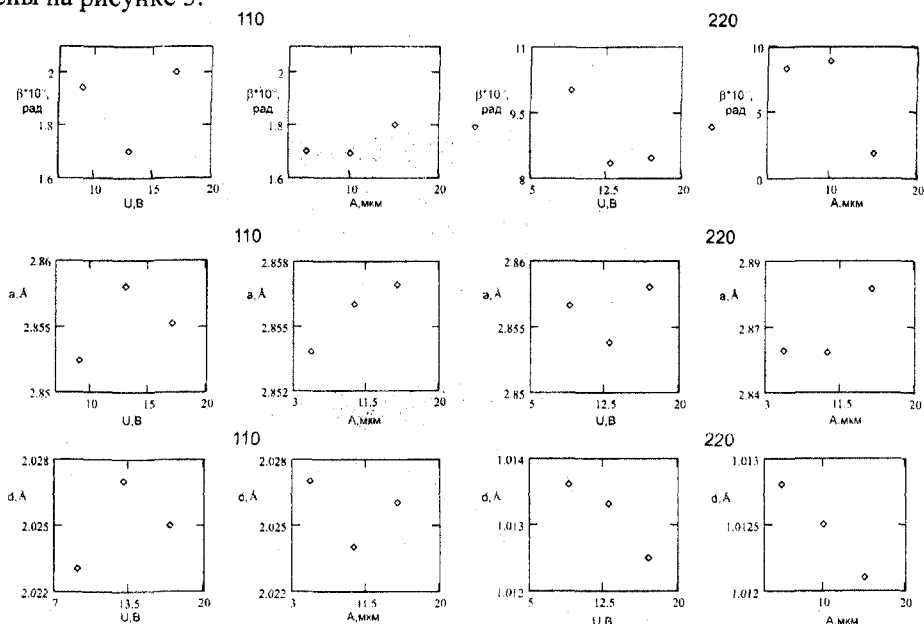 ены на рисунке 3.
110 220
2 2 11 10
β*10 , β*10 , β*10 , β*10 ,
рад рад рад рад
1.8 1.8 9.5 5
1.6 1.6 8 0
10 15 20 10 20 5 12.5 20 10 20
U,В A,мкм U,В A,мкм
110 220
2.86 2.858 2.86 2.89
a,Å a,Å a,Å a,Å
2.855 2.855 2.855 2.87
2.85 2.852 2.85 2.84
10 15 20 3 11.5 20 5 12.5 20 3 11.5 20
U,В A,мкм U,В A,мкм
110 220
2.028 2.028 1.014 1.013
d,Å d,Å d,Å d,Å
2.025 2.025 1.013 1.0125
2.022 2.022 1.012 1.012
7 13.5 20 3 11.5 20 5 12.5 20 10 20
U,В A,мкм U,В A,мкм